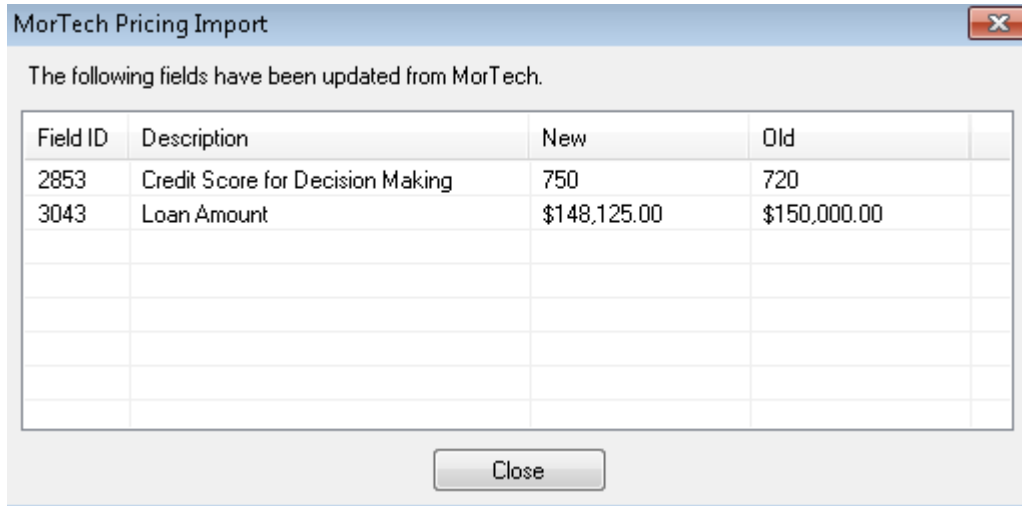 MorTech Pricing Import
The following fields have been updated from MorTech.
Field ID Description New Old
2853 Credit Score for Decision Making 750 720
3043 Loan Amount $148,125.00 $150,000.00
Close